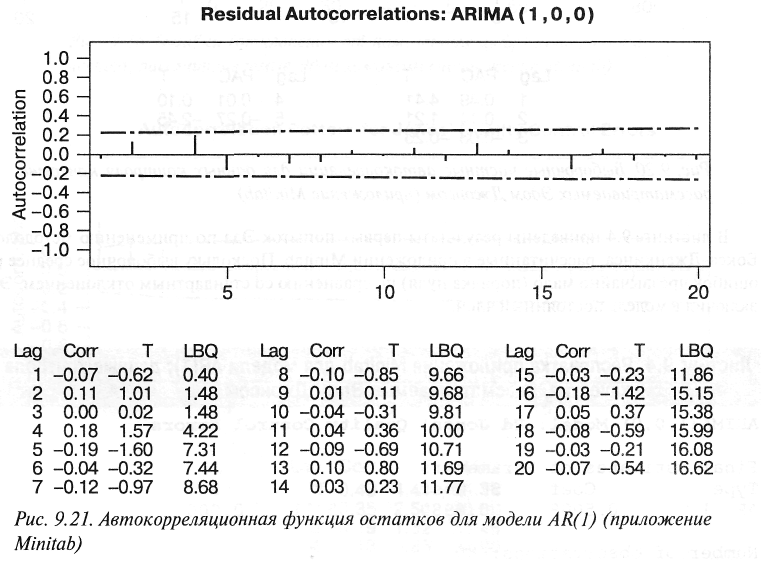 Residual Autocorrelations: ARIMA (1,0,0)
Autocorrelation
1.0
0.8
0.6
0.4
0.2
0.0
−0.2
−0.4
−0.6
−0.8
−1.0
5 10 15 20
Lag Corr T LBQ Lag Corr T LBQ Lag Corr T LBQ
1 −0.07 −0.62 0.40 8 −0.10 −0.85 9.66 15 −0.03 −0.23 11.86
2 0.11 1.01 1.48 9 0.01 0.11 9.68 16 −0.18 −1.42 15.15
3 0.00 0.02 1.48 10 −0.04 −0.31 9.81 17 0.05 0.37 15.38
4 0.18 1.57 4.22 11 0.04 0.36 10.00 18 −0.08 −0.59 15.99
5 −0.19 −1.60 7.31 12 −0.09 −0.69 10.71 19 −0.03 −0.21 16.08
6 −0.04 −0.32 7.44 13 0.10 0.80 11.69 20 −0.07 −0.54 16.62
7 −0.12 −0.97 8.68 14 0.03 0.23 11.77
Рис. 9.21. Автокорреляционная функция остатков для модели AR(1) (приложение
Minitab)